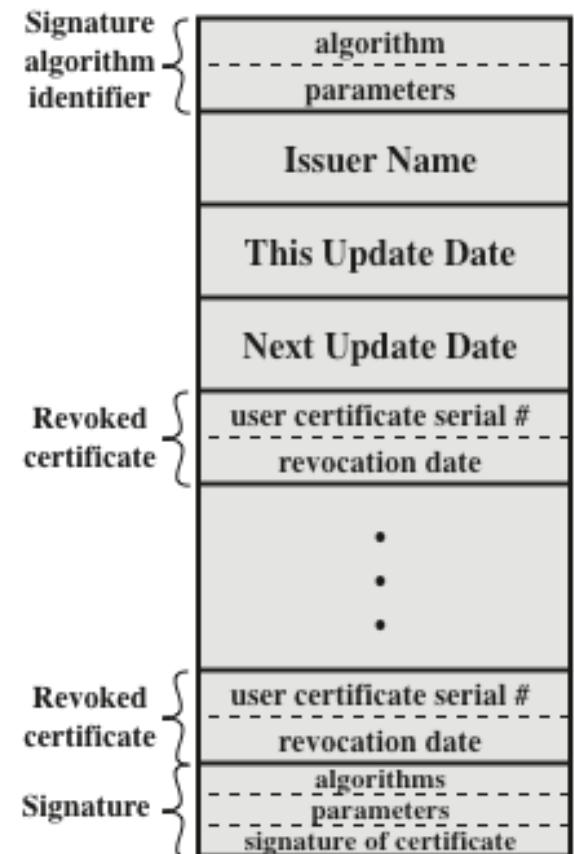 Signature
algorithm
identifier
algorithm
parameters
Issuer Name
This Update Date
Next Update Date
Revoked
certificate
user certificate serial #
revocation date
Revoked
certificate
user certificate serial #
revocation date
Signature
algorithms
parameters
signature of certificate